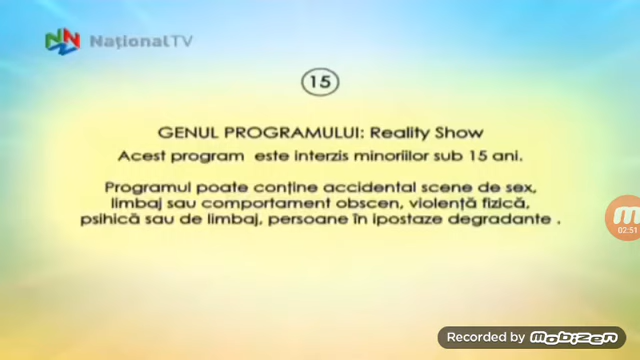 NaționalTV
15
GENUL PROGRAMULUI: Reality Show
Acest program este interzis minoriilor sub 15 ani.
Programul poate conține accidental scene de sex,
limbaj sau comportament obscen, violență fizică,
psihică sau de limbaj, persoane în ipostaze degradante .
02:51
Recorded by mobizen